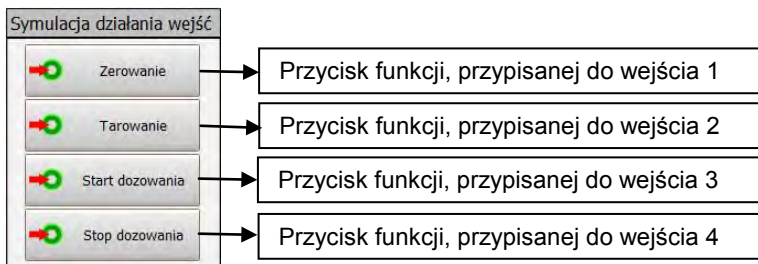 Symulacja działania wejść
Zerowanie
Przycisk funkcji, przypisanej do wejścia 1
Tarowanie
Przycisk funkcji, przypisanej do wejścia 2
Start dozowania
Przycisk funkcji, przypisanej do wejścia 3
Stop dozowania
Przycisk funkcji, przypisanej do wejścia 4